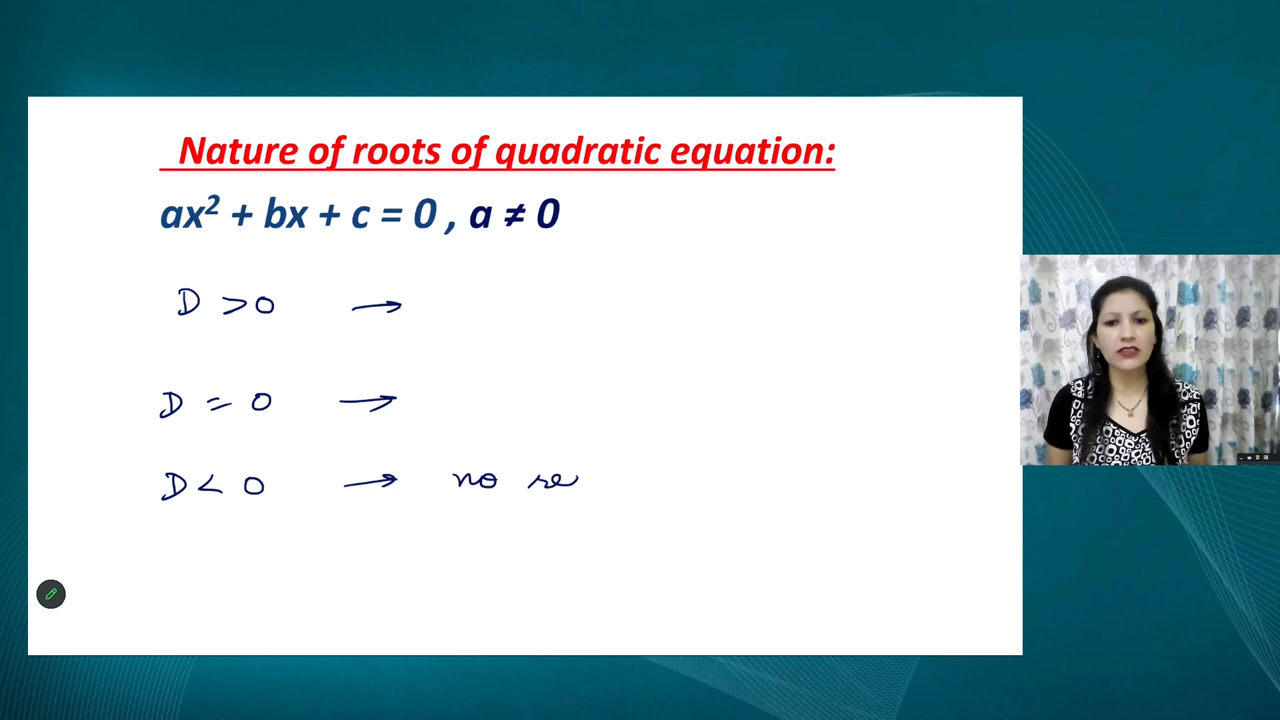 Nature of roots of quadratic equation:
ax² + bx + c = 0 , a ≠ 0
D > 0 →
D = 0 →
D < 0 → no re